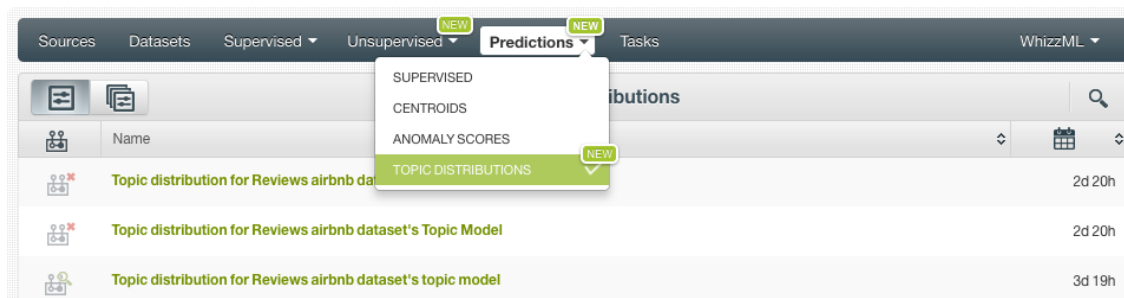 NEW NEW
Sources Datasets Supervised Unsupervised Predictions Tasks WhizzML
SUPERVISED
ibutions
CENTROIDS
Name
ANOMALY SCORES
NEW
TOPIC DISTRIBUTIONS
Topic distribution for Reviews airbnb dat
2d 20h
Topic distribution for Reviews airbnb dataset's Topic Model
2d 20h
Topic distribution for Reviews airbnb dataset's topic model
3d 19h